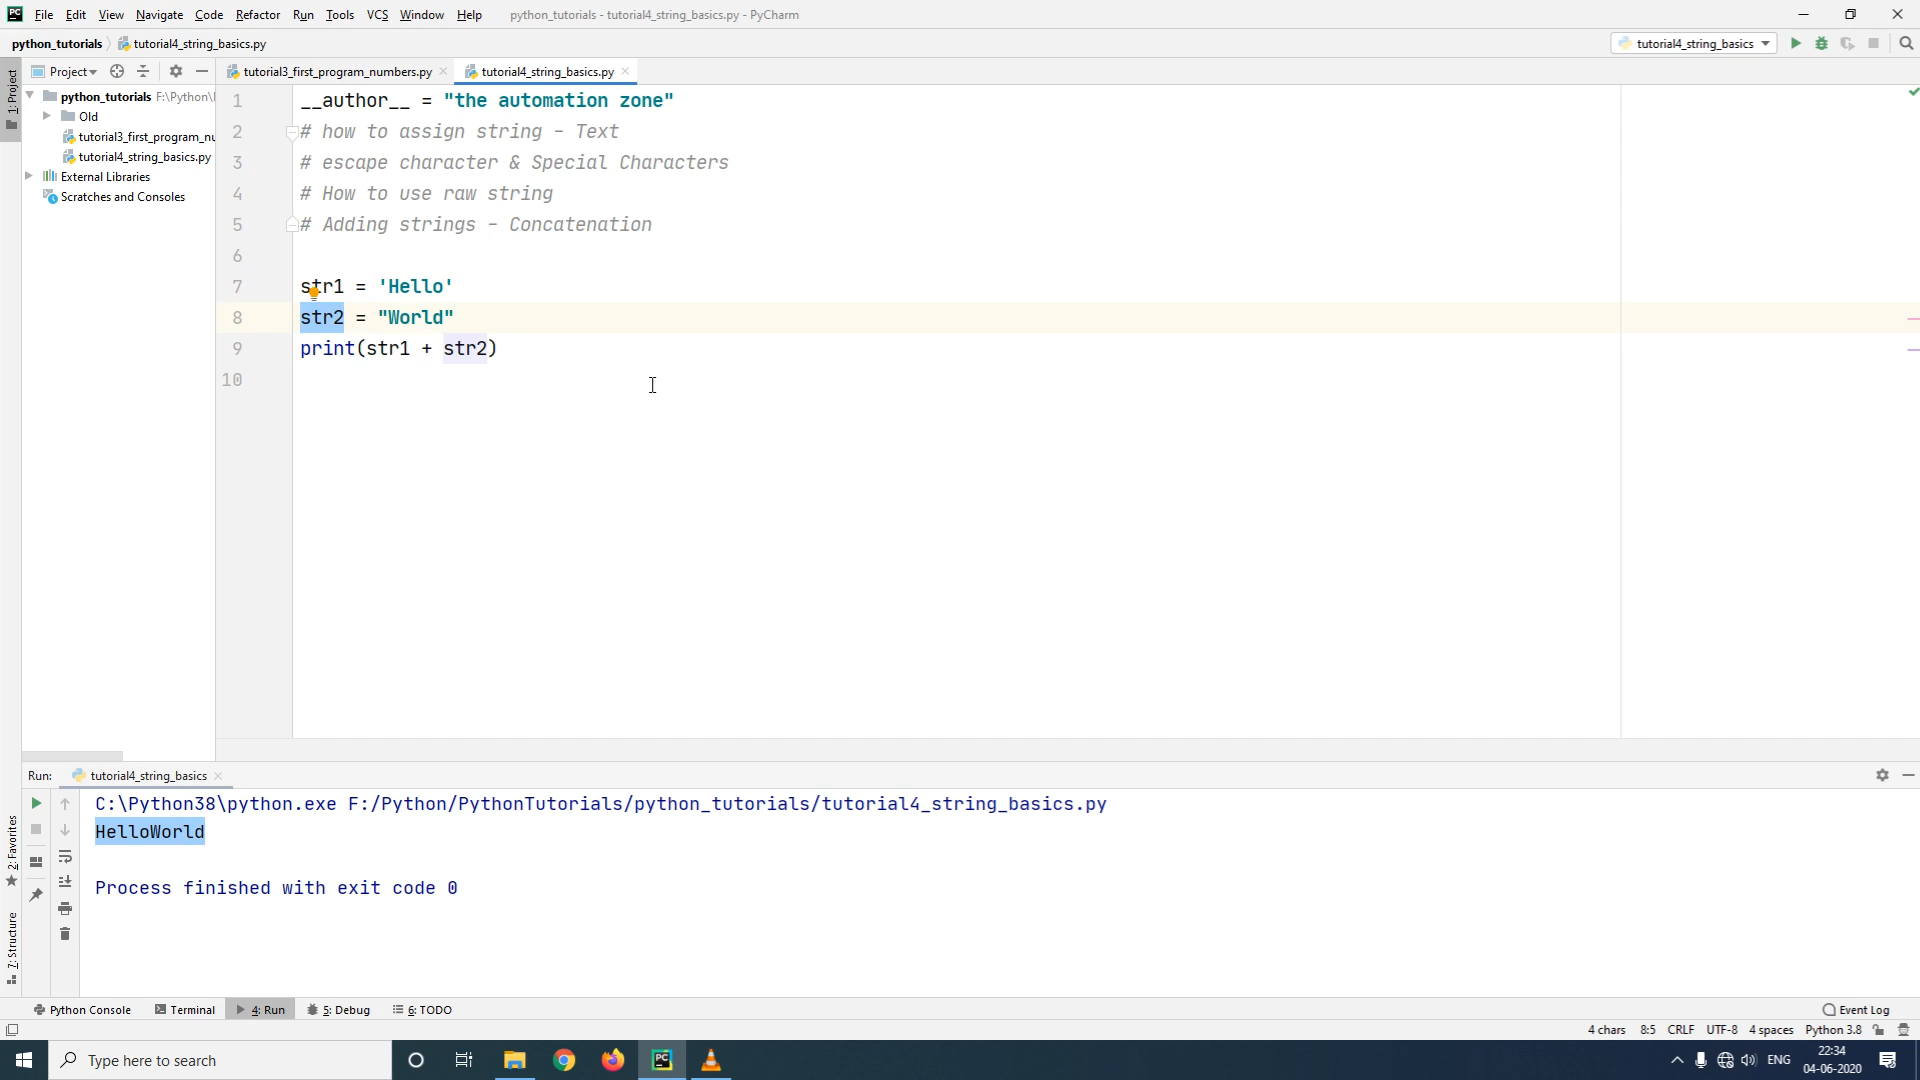 PC File Edit View Navigate Code Refactor Run Tools VCS Window Help python_tutorials - tutorial4_string_basics.py - PyCharm
python_tutorials tutorial4_string_basics.py tutorial4_string_basics
1: Project
Project tutorial3_first_program_numbers.py tutorial4_string_basics.py
python_tutorials F:\Python\
Old
tutorial3_first_program_nu
tutorial4_string_basics.py
External Libraries
Scratches and Consoles
1 __author__ = "the automation zone"
2 # how to assign string - Text
3 # escape character & Special Characters
4 # How to use raw string
5 # Adding strings - Concatenation
6
7 str1 = 'Hello'
8 str2 = "World"
9 print(str1 + str2)
10
Run: tutorial4_string_basics
C:\Python38\python.exe F:/Python/PythonTutorials/python_tutorials/tutorial4_string_basics.py
HelloWorld
Process finished with exit code 0
2: Favorites
7: Structure
Python Console Terminal 4: Run 5: Debug 6: TODO Event Log
4 chars 8:5 CRLF UTF-8 4 spaces Python 3.8
Type here to search PC ENG 22:34
04-06-2020